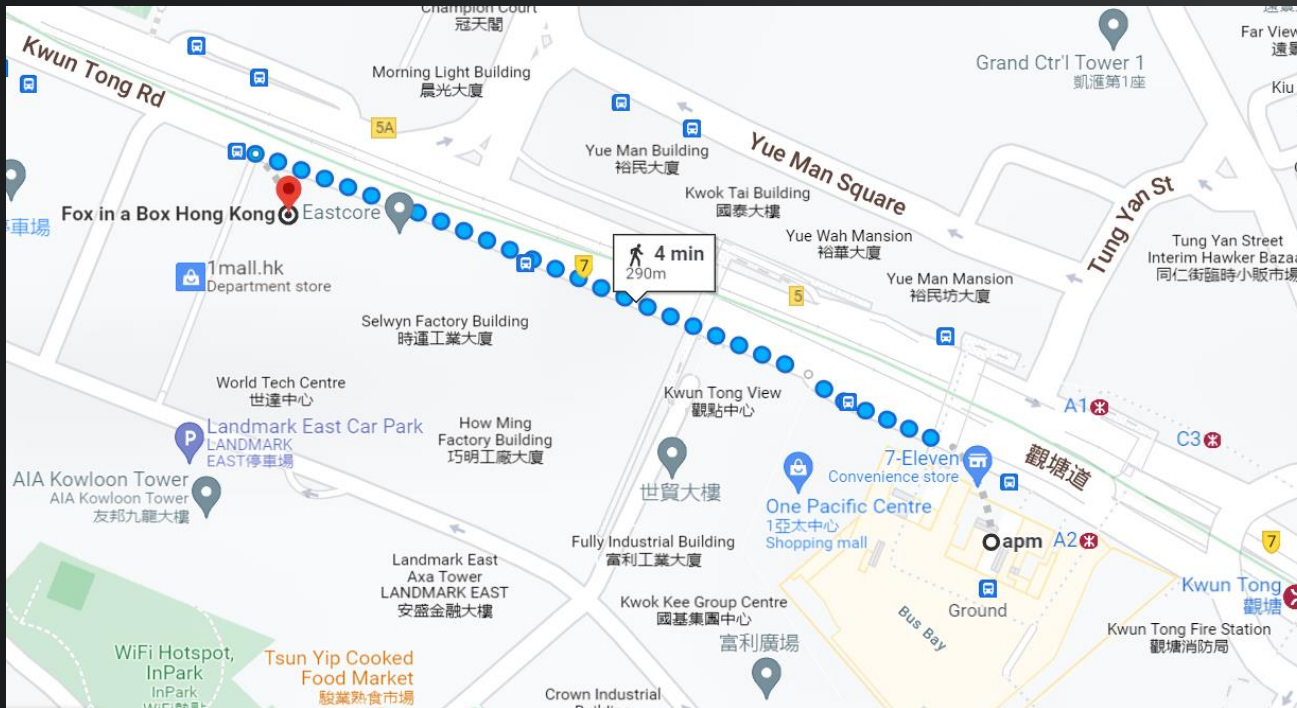 Champion Court
冠天閣
Grand Ctr'l Tower 1
凱滙第1座
Far View
遠景
Kiu
Kwun Tong Rd
Morning Light Building
晨光大廈
5A
Yue Man Building
裕民大廈
Yue Man Square
Kwok Tai Building
國泰大樓
Tung Yan St
Yue Wah Mansion
裕華大廈
Tung Yan Street
Interim Hawker Bazaa
同仁街臨時小販市場
Yue Man Mansion
裕民坊大廈
停車場
Fox in a Box Hong Kong
Eastcore
4 min
290m
7
5
1mall.hk
Department store
Selwyn Factory Building
時運工業大廈
World Tech Centre
世達中心
Kwun Tong View
觀點中心
A1
C3
Landmark East Car Park
LANDMARK
EAST停車場
How Ming
Factory Building
巧明工廠大廈
7-Eleven
Convenience store
觀塘道
AIA Kowloon Tower
AIA Kowloon Tower
友邦九龍大樓
世貿大樓
One Pacific Centre
1亞太中心
Shopping mall
apm
A2
7
Fully Industrial Building
富利工業大廈
Landmark East
Axa Tower
LANDMARK EAST
安盛金融大樓
Kwun Tong
觀塘
Ground
Bus Bay
Kwok Kee Group Centre
國基集團中心
Kwun Tong Fire Station
觀塘消防局
富利廣場
WiFi Hotspot,
InPark
InPark
Tsun Yip Cooked
Food Market
駿業熟食市場
Crown Industrial